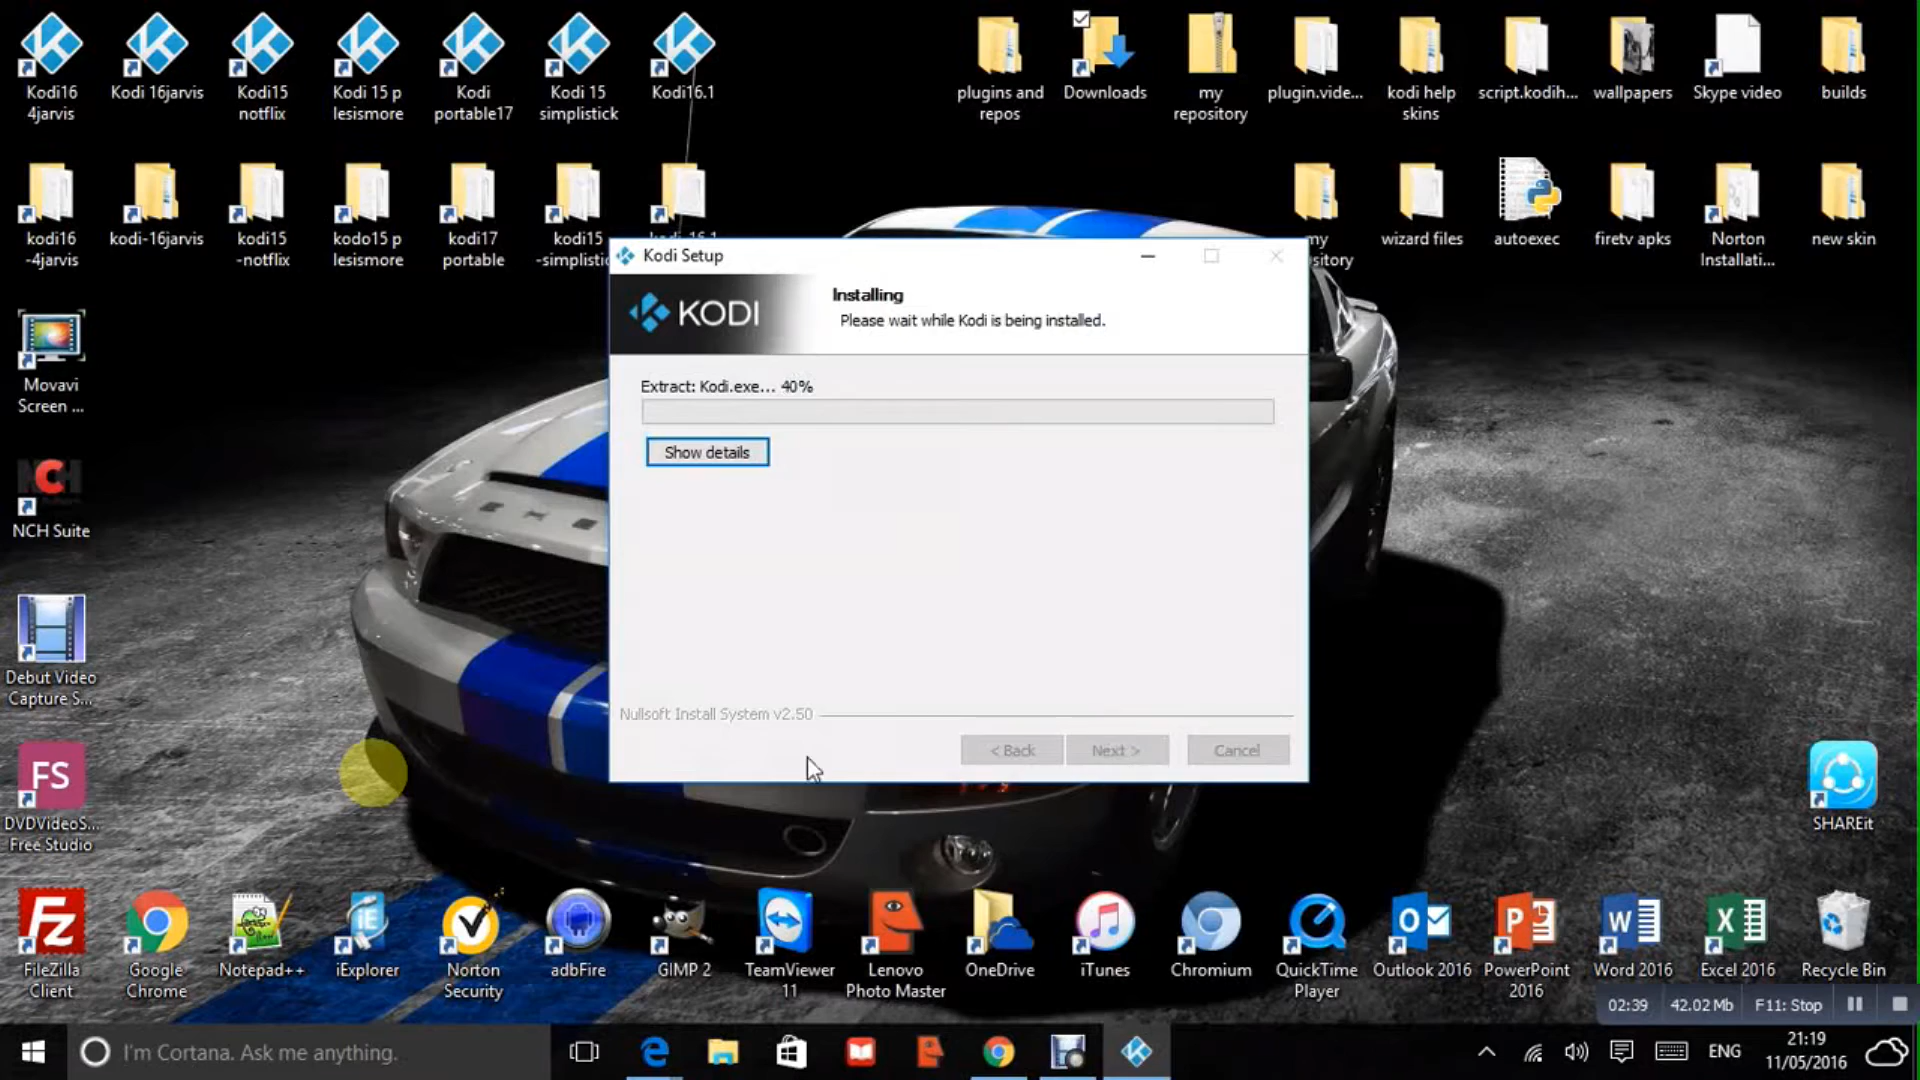 Kodi16
4jarvis
Kodi 16jarvis
Kodi15
notflix
Kodi 15 p
lesismore
Kodi
portable17
Kodi 15
simplistick
Kodi16.1
plugins and
repos
Downloads
my
repository
plugin.vide...
kodi help
skins
script.kodih...
wallpapers
Skype video
builds
kodi16
-4jarvis
kodi-16jarvis
kodi15
-notflix
kodo15 p
lesismore
kodi17
portable
kodi15
-simplistic
wizard files
autoexec
firetv apks
Norton
Installati...
new skin
Kodi Setup
KODI
Installing
Please wait while Kodi is being installed.
Extract: Kodi.exe... 40%
Show details
Nullsoft Install System v2.50
< Back
Next >
Cancel
Movavi
Screen ...
NCH
NCH Suite
Debut Video
Capture S...
FS
DVDVideoS...
Free Studio
SHAREit
Fz
FileZilla
Client
Google
Chrome
Notepad++
iE
iExplorer
Norton
Security
adbFire
GIMP 2
TeamViewer
11
Lenovo
Photo Master
OneDrive
iTunes
Chromium
QuickTime
Player
Outlook 2016
PowerPoint
2016
Word 2016
Excel 2016
Recycle Bin
02:39
42.02 Mb
F11: Stop
I'm Cortana. Ask me anything.
ENG
21:19
11/05/2016